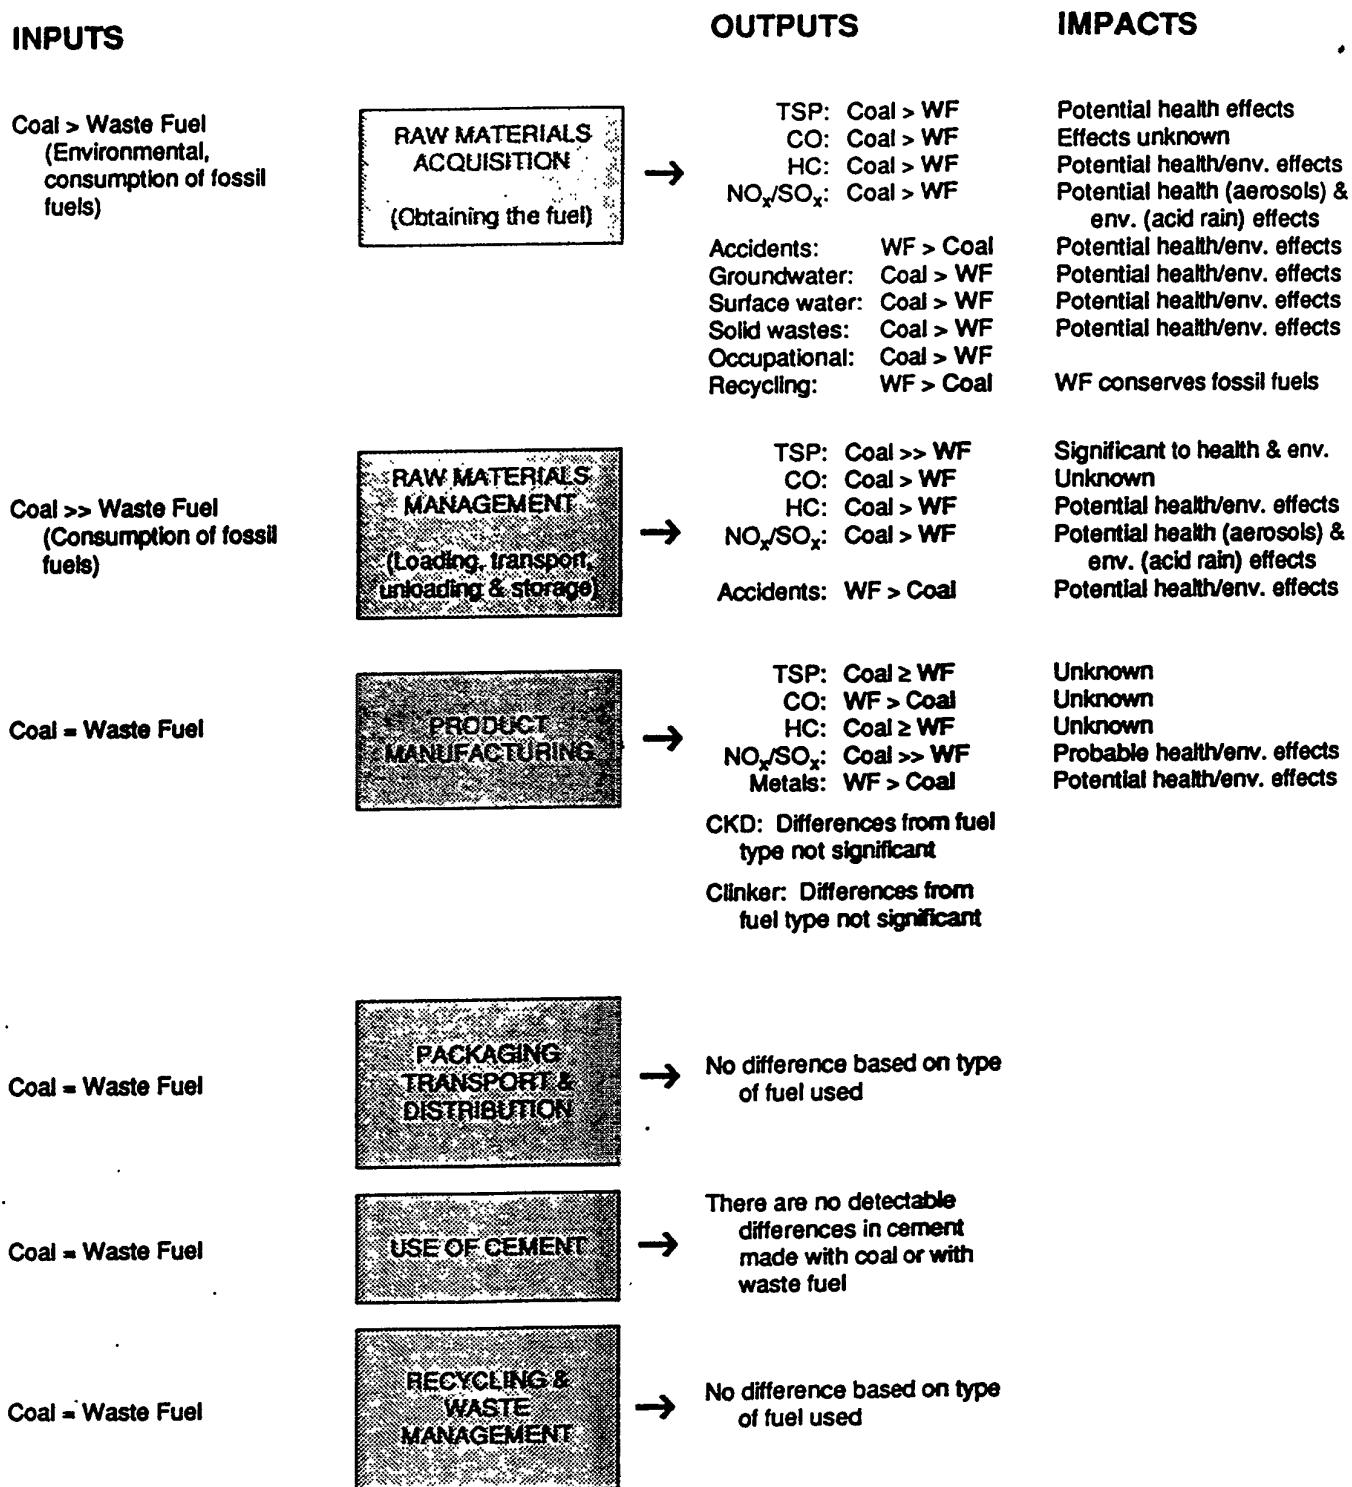 INPUTS
OUTPUTS
IMPACTS
Coal > Waste Fuel
(Environmental,
consumption of fossil
fuels)
RAW MATERIALS
ACQUISITION
(Obtaining the fuel)
→
TSP: Coal > WF Potential health effects
CO: Coal > WF Effects unknown
HC: Coal > WF Potential health/env. effects
NOx/SOx: Coal > WF Potential health (aerosols) &
env. (acid rain) effects
Accidents: WF > Coal Potential health/env. effects
Groundwater: Coal > WF Potential health/env. effects
Surface water: Coal > WF Potential health/env. effects
Solid wastes: Coal > WF Potential health/env. effects
Occupational: Coal > WF
Recycling: WF > Coal WF conserves fossil fuels
Coal >> Waste Fuel
(Consumption of fossil
fuels)
RAW MATERIALS
MANAGEMENT
(Loading, transport,
unloading & storage)
→
TSP: Coal >> WF Significant to health & env.
CO: Coal > WF Unknown
HC: Coal > WF Potential health/env. effects
NOx/SOx: Coal > WF Potential health (aerosols) &
env. (acid rain) effects
Accidents: WF > Coal Potential health/env. effects
Coal = Waste Fuel
PRODUCT
MANUFACTURING
→
TSP: Coal ≥ WF Unknown
CO: WF > Coal Unknown
HC: Coal ≥ WF Unknown
NOx/SOx: Coal >> WF Probable health/env. effects
Metals: WF > Coal Potential health/env. effects
CKD: Differences from fuel
type not significant
Clinker: Differences from
fuel type not significant
Coal = Waste Fuel
PACKAGING
TRANSPORT &
DISTRIBUTION
→
No difference based on type
of fuel used
Coal = Waste Fuel
USE OF CEMENT
→
There are no detectable
differences in cement
made with coal or with
waste fuel
Coal = Waste Fuel
RECYCLING &
WASTE
MANAGEMENT
→
No difference based on type
of fuel used